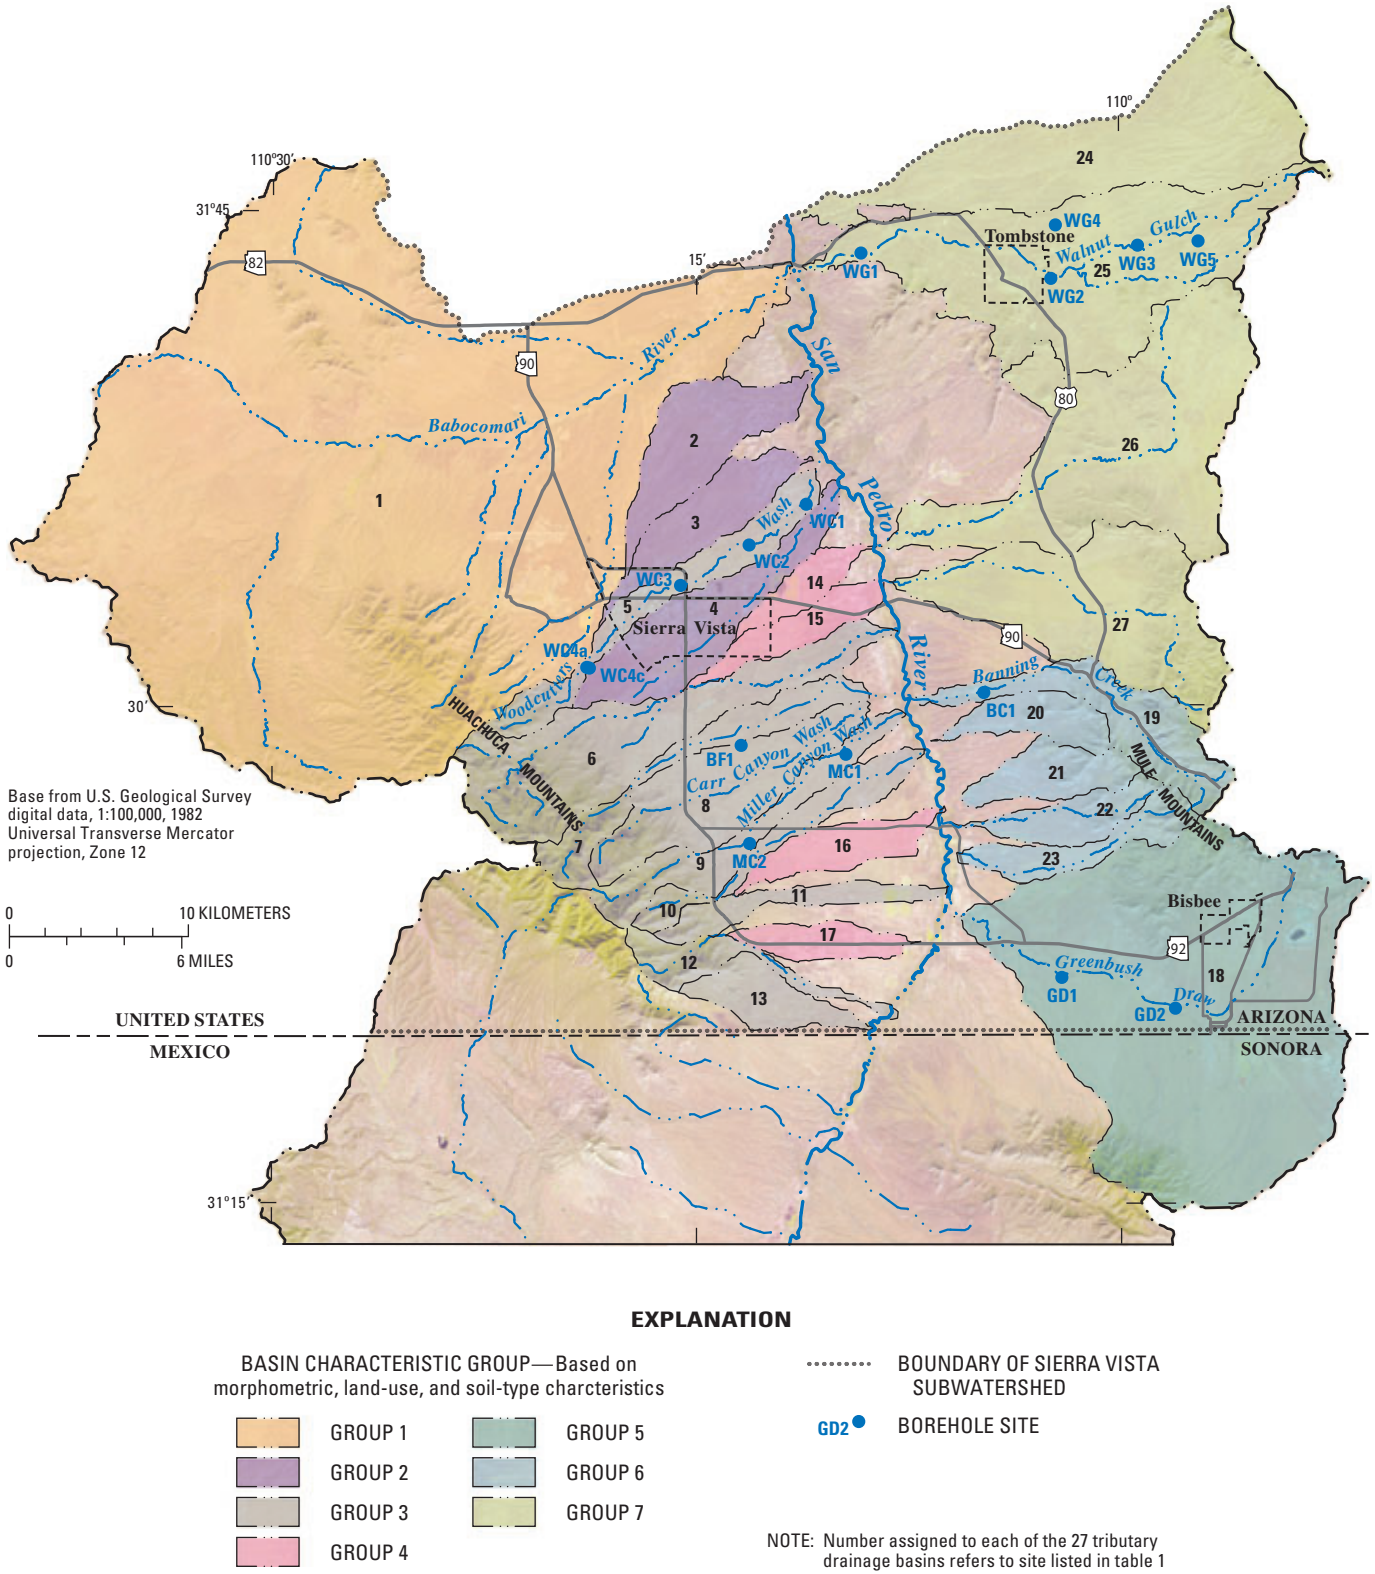 110º
24
110º30'
31º45'
WG4
Gulch
Tombstone
Walnut
WG3
WG5
82
15'
WG1
25
WG2
San
River
90
80
Babocomari
2
26
1
Pedro
3
Wash
WC1
WC2
WC3
14
5
4
15
Sierra Vista
27
90
WC4a
River
WC4c
Banning
Creek
Woodcutters
30'
HUACHUCA
BC1
20
19
6
BF1
Carr Canyon Wash
MULE
MOUNTAINS
Miller Canyon Wash
MC1
21
MOUNTAINS
Base from U.S. Geological Survey
digital data, 1:100,000, 1982
Universal Transverse Mercator
projection, Zone 12
8
22
7
9
MC2
16
23
0
10 KILOMETERS
10
11
Bisbee
17
92
0
6 MILES
12
Greenbush
18
13
GD1
Draw
GD2
UNITED STATES
ARIZONA
MEXICO
SONORA
31º15'
EXPLANATION
BASIN CHARACTERISTIC GROUP—Based on
morphometric, land-use, and soil-type charcteristics
GROUP 1
GROUP 2
GROUP 3
GROUP 4
GROUP 5
GROUP 6
GROUP 7
BOUNDARY OF SIERRA VISTA
SUBWATERSHED
GD2
BOREHOLE SITE
NOTE: Number assigned to each of the 27 tributary
drainage basins refers to site listed in table 1